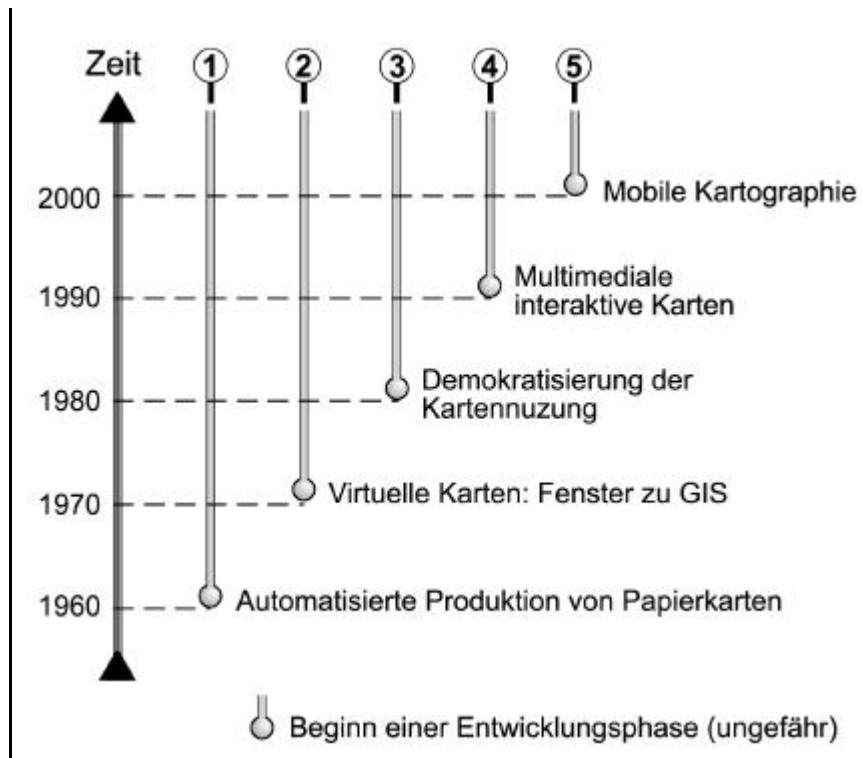 Zeit
1 2 3 4 5
2000
Mobile Kartographie
Multimediale
interaktive Karten
1990
Demokratisierung der
Kartennuzung
1980
Virtuelle Karten: Fenster zu GIS
1970
1960
Automatisierte Produktion von Papierkarten
Beginn einer Entwicklungsphase (ungefähr)